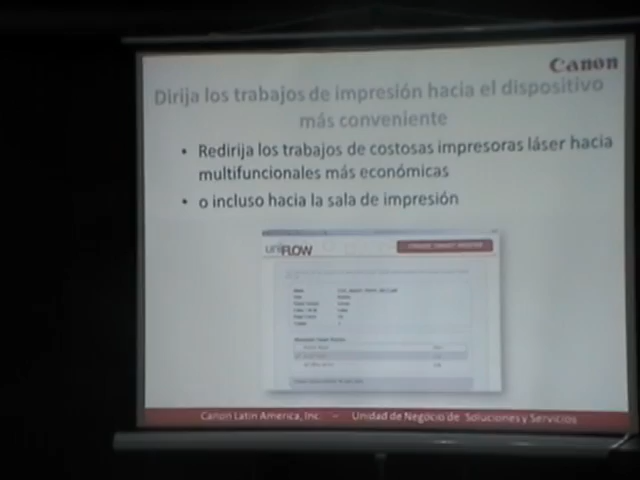 Canon
Dirija los trabajos de impresión hacia el dispositivo
más conveniente
• Redirija los trabajos de costosas impresoras láser hacia
multifuncionales más económicas
• o incluso hacia la sala de impresión
uniFLOW
Canon Latin America, Inc. – Unidad de Negocio de Soluciones y Servicios